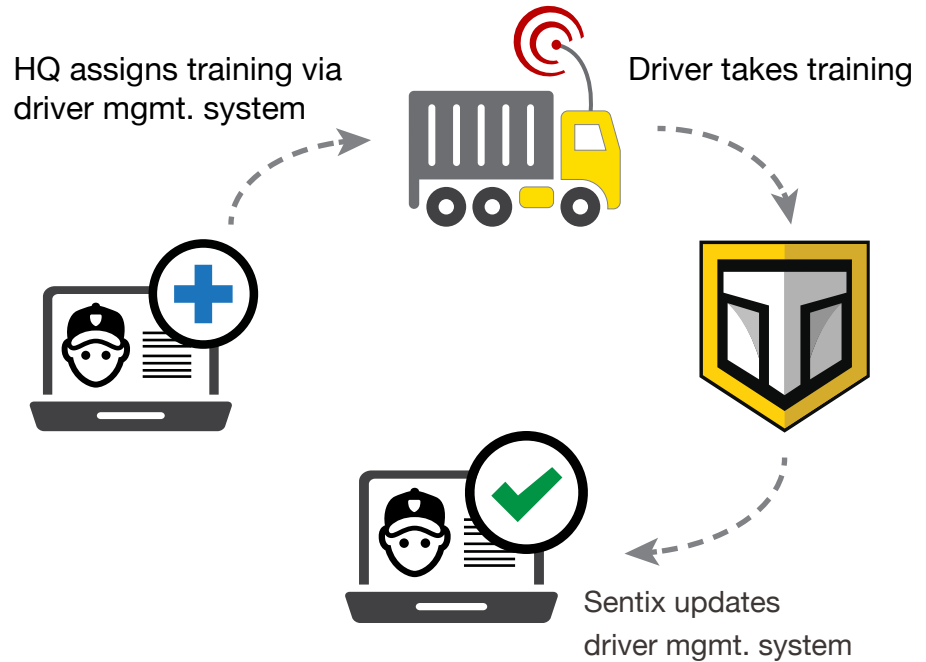 HQ assigns training via
driver mgmt. system
Driver takes training
Sentix updates
driver mgmt. system